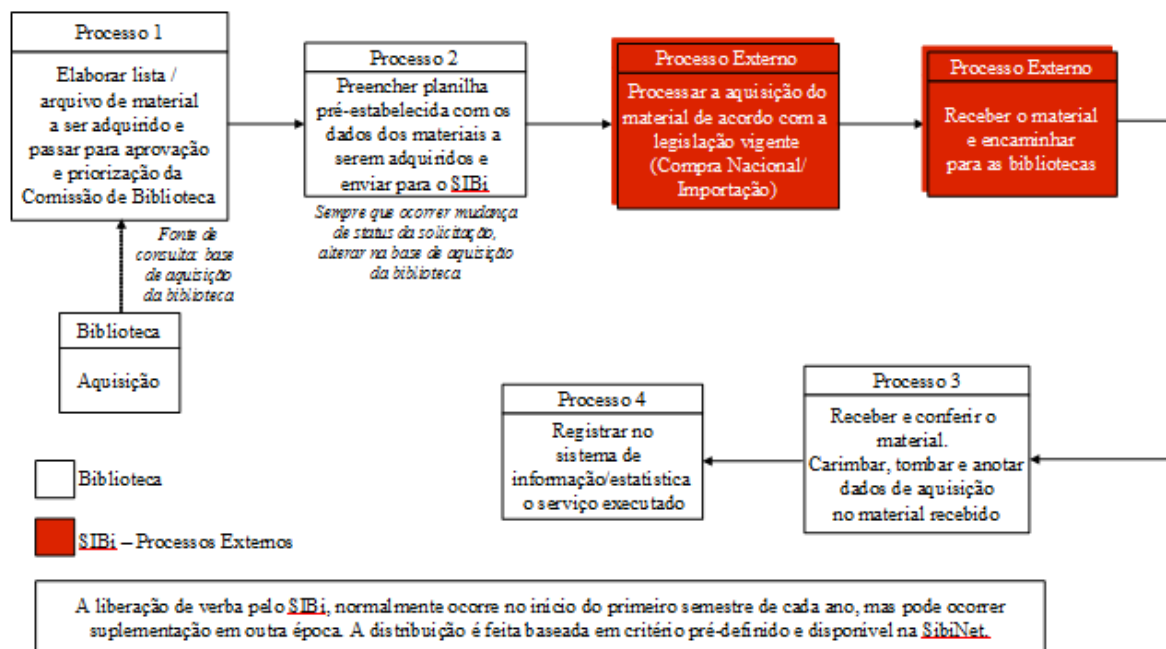 Processo 1
Elaborar lista /
arquivo de material
a ser adquirido e
passar para aprovação
e priorização da
Comissão de Biblioteca
Fonte de
consulta: base
de aquisição
da biblioteca
Biblioteca
Aquisição
Processo 2
Preencher planilha
pré-estabelecida com os
dados dos materiais a
serem adquiridos e
enviar para o SIBi
Sempre que ocorrer mudança
de status da solicitação,
alterar na base de aquisição
da biblioteca
Processo Externo
Processar a aquisição do
material de acordo com a
legislação vigente
(Compra Nacional/
Importação)
Processo Externo
Receber o material
e encaminhar
para as bibliotecas
Processo 3
Receber e conferir o
material.
Carimbar, tombar e anotar
dados de aquisição
no material recebido
Processo 4
Registrar no
sistema de
informação/estatística
o serviço executado
Biblioteca
SIBi – Processos Externos
A liberação de verba pelo SIBi, normalmente ocorre no início do primeiro semestre de cada ano, mas pode ocorrer
suplementação em outra época. A distribuição é feita baseada em critério pré-definido e disponível na SibiNet.